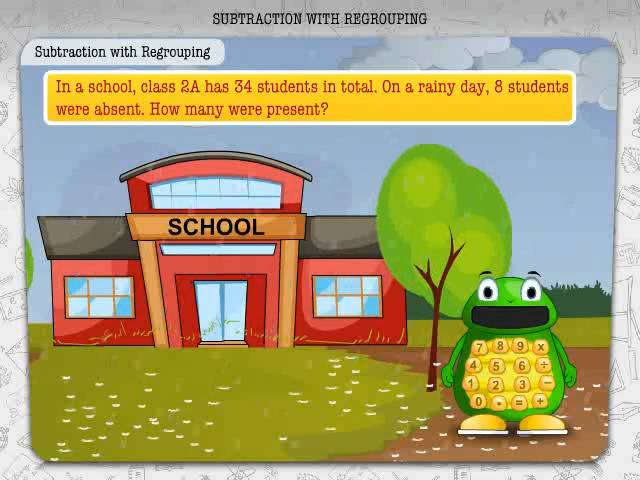 SUBTRACTION WITH REGROUPING
Subtraction with Regrouping
In a school, class 2A has 34 students in total. On a rainy day, 8 students
were absent. How many were present?
SCHOOL
7 8 9 x
4 5 6 ÷
1 2 3 −
0 • = +